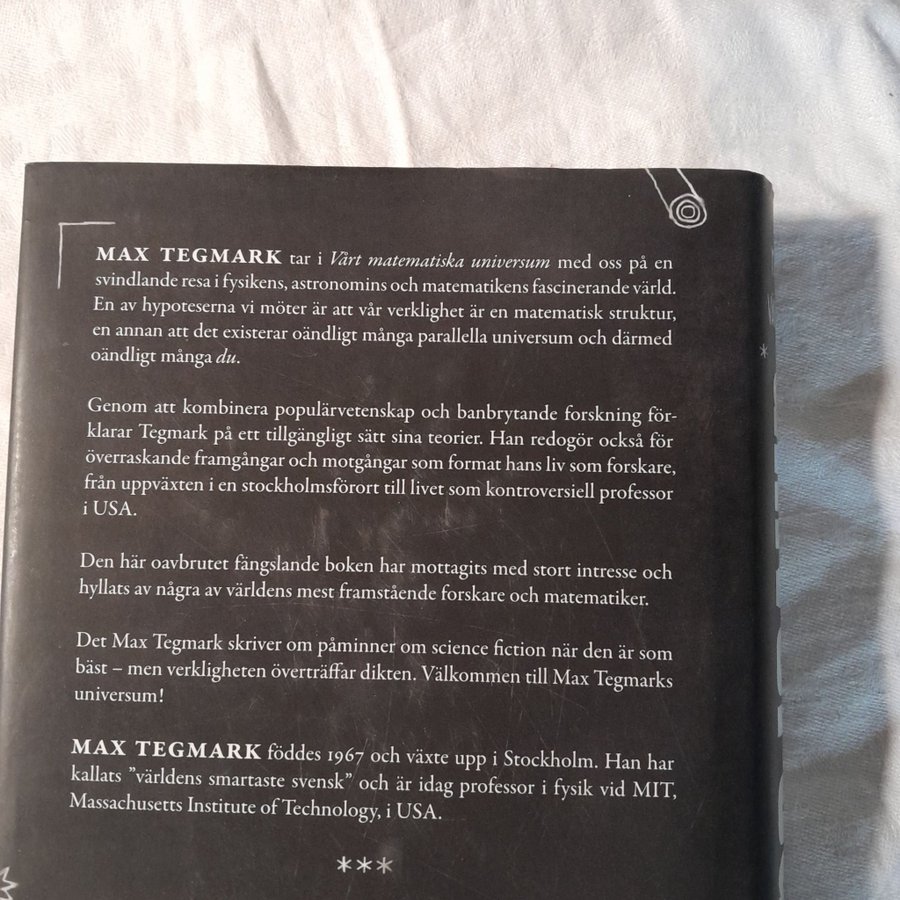 MAX TEGMARK tar i Vårt matematiska universum med oss på en
svindlande resa i fysikens, astronomins och matematikens fascinerande värld.
En av hypoteserna vi möter är att vår verklighet är en matematisk struktur,
en annan att det existerar oändligt många parallella universum och därmed
oändligt många du.
Genom att kombinera populärvetenskap och banbrytande forskning för-
klarar Tegmark på ett tillgängligt sätt sina teorier. Han redogör också för
överraskande framgångar och motgångar som format hans liv som forskare,
från uppväxten i en stockholmsförort till livet som kontroversiell professor
i USA.
Den här oavbrutet fängslande boken har mottagits med stort intresse och
hyllats av några av världens mest framstående forskare och matematiker.
Det Max Tegmark skriver om påminner om science fiction när den är som
bäst – men verkligheten överträffar dikten. Välkommen till Max Tegmarks
universum!
MAX TEGMARK föddes 1967 och växte upp i Stockholm. Han har
kallats ”världens smartaste svensk” och är idag professor i fysik vid MIT,
Massachusetts Institute of Technology, i USA.
***